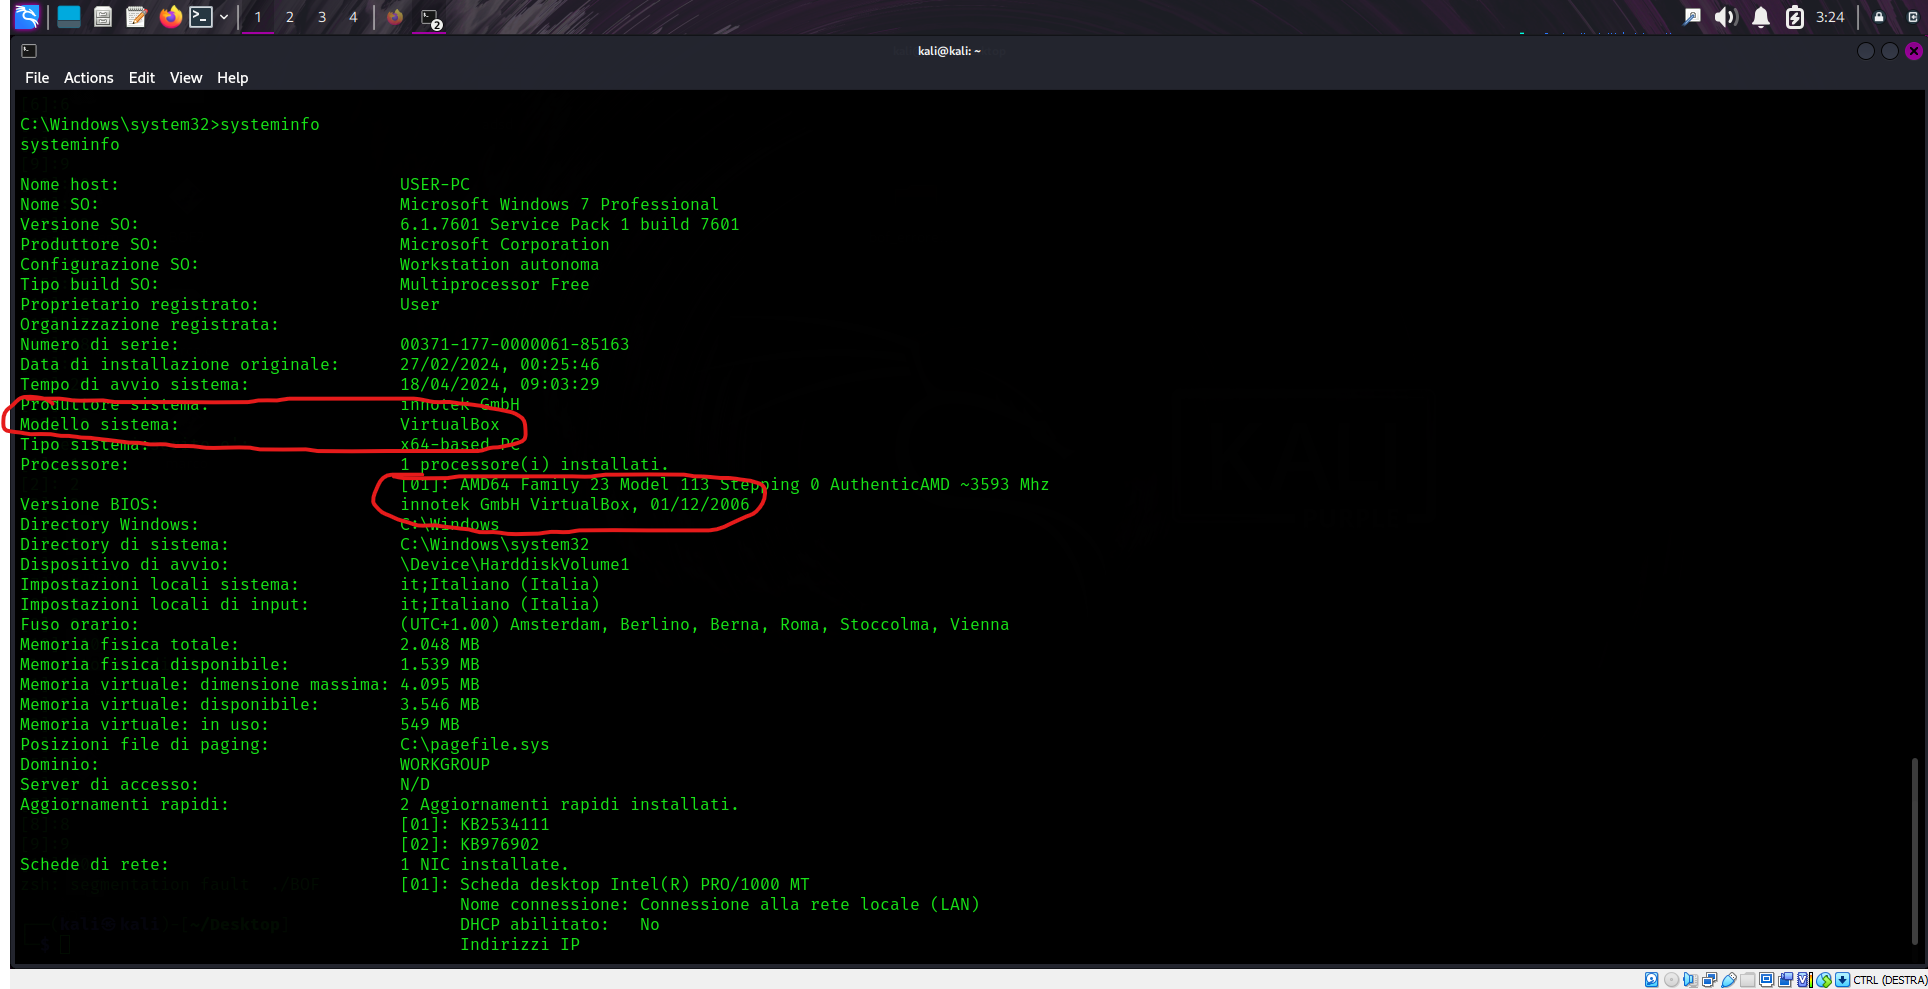 1 2 3 4 2 3:24
kali@kali: ~
File Actions Edit View Help
C:\Windows\system32>systeminfo
systeminfo
Nome host: USER-PC
Nome SO: Microsoft Windows 7 Professional
Versione SO: 6.1.7601 Service Pack 1 build 7601
Produttore SO: Microsoft Corporation
Configurazione SO: Workstation autonoma
Tipo build SO: Multiprocessor Free
Proprietario registrato: User
Organizzazione registrata:
Numero di serie: 00371-177-0000061-85163
Data di installazione originale: 27/02/2024, 00:25:46
Tempo di avvio sistema: 18/04/2024, 09:03:29
Produttore sistema: innotek GmbH
Modello sistema: VirtualBox
Tipo sistema: x64-based PC
Processore: 1 processore(i) installati.
[01]: AMD64 Family 23 Model 113 Stepping 0 AuthenticAMD ~3593 Mhz
Versione BIOS: innotek GmbH VirtualBox, 01/12/2006
Directory Windows: C:\Windows
Directory di sistema: C:\Windows\system32
Dispositivo di avvio: \Device\HarddiskVolume1
Impostazioni locali sistema: it;Italiano (Italia)
Impostazioni locali di input: it;Italiano (Italia)
Fuso orario: (UTC+1.00) Amsterdam, Berlino, Berna, Roma, Stoccolma, Vienna
Memoria fisica totale: 2.048 MB
Memoria fisica disponibile: 1.539 MB
Memoria virtuale: dimensione massima: 4.095 MB
Memoria virtuale: disponibile: 3.546 MB
Memoria virtuale: in uso: 549 MB
Posizioni file di paging: C:\pagefile.sys
Dominio: WORKGROUP
Server di accesso: N/D
Aggiornamenti rapidi: 2 Aggiornamenti rapidi installati.
[01]: KB2534111
[02]: KB976902
Schede di rete: 1 NIC installate.
[01]: Scheda desktop Intel(R) PRO/1000 MT
Nome connessione: Connessione alla rete locale (LAN)
DHCP abilitato: No
Indirizzi IP
CTRL (DESTRA)